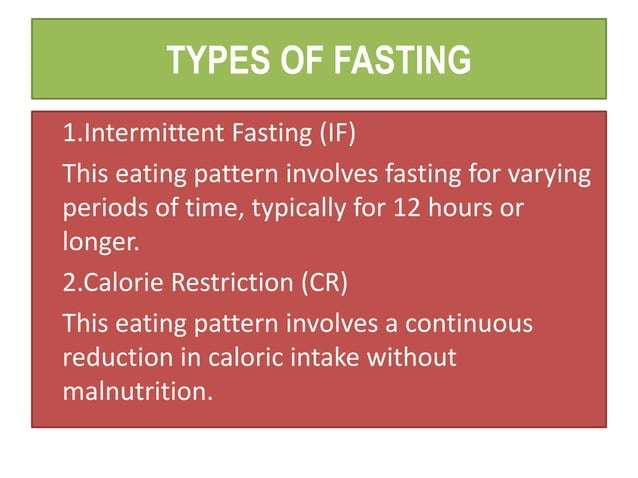 TYPES OF FASTING
1.Intermittent Fasting (IF)
This eating pattern involves fasting for varying
periods of time, typically for 12 hours or
longer.
2.Calorie Restriction (CR)
This eating pattern involves a continuous
reduction in caloric intake without
malnutrition.